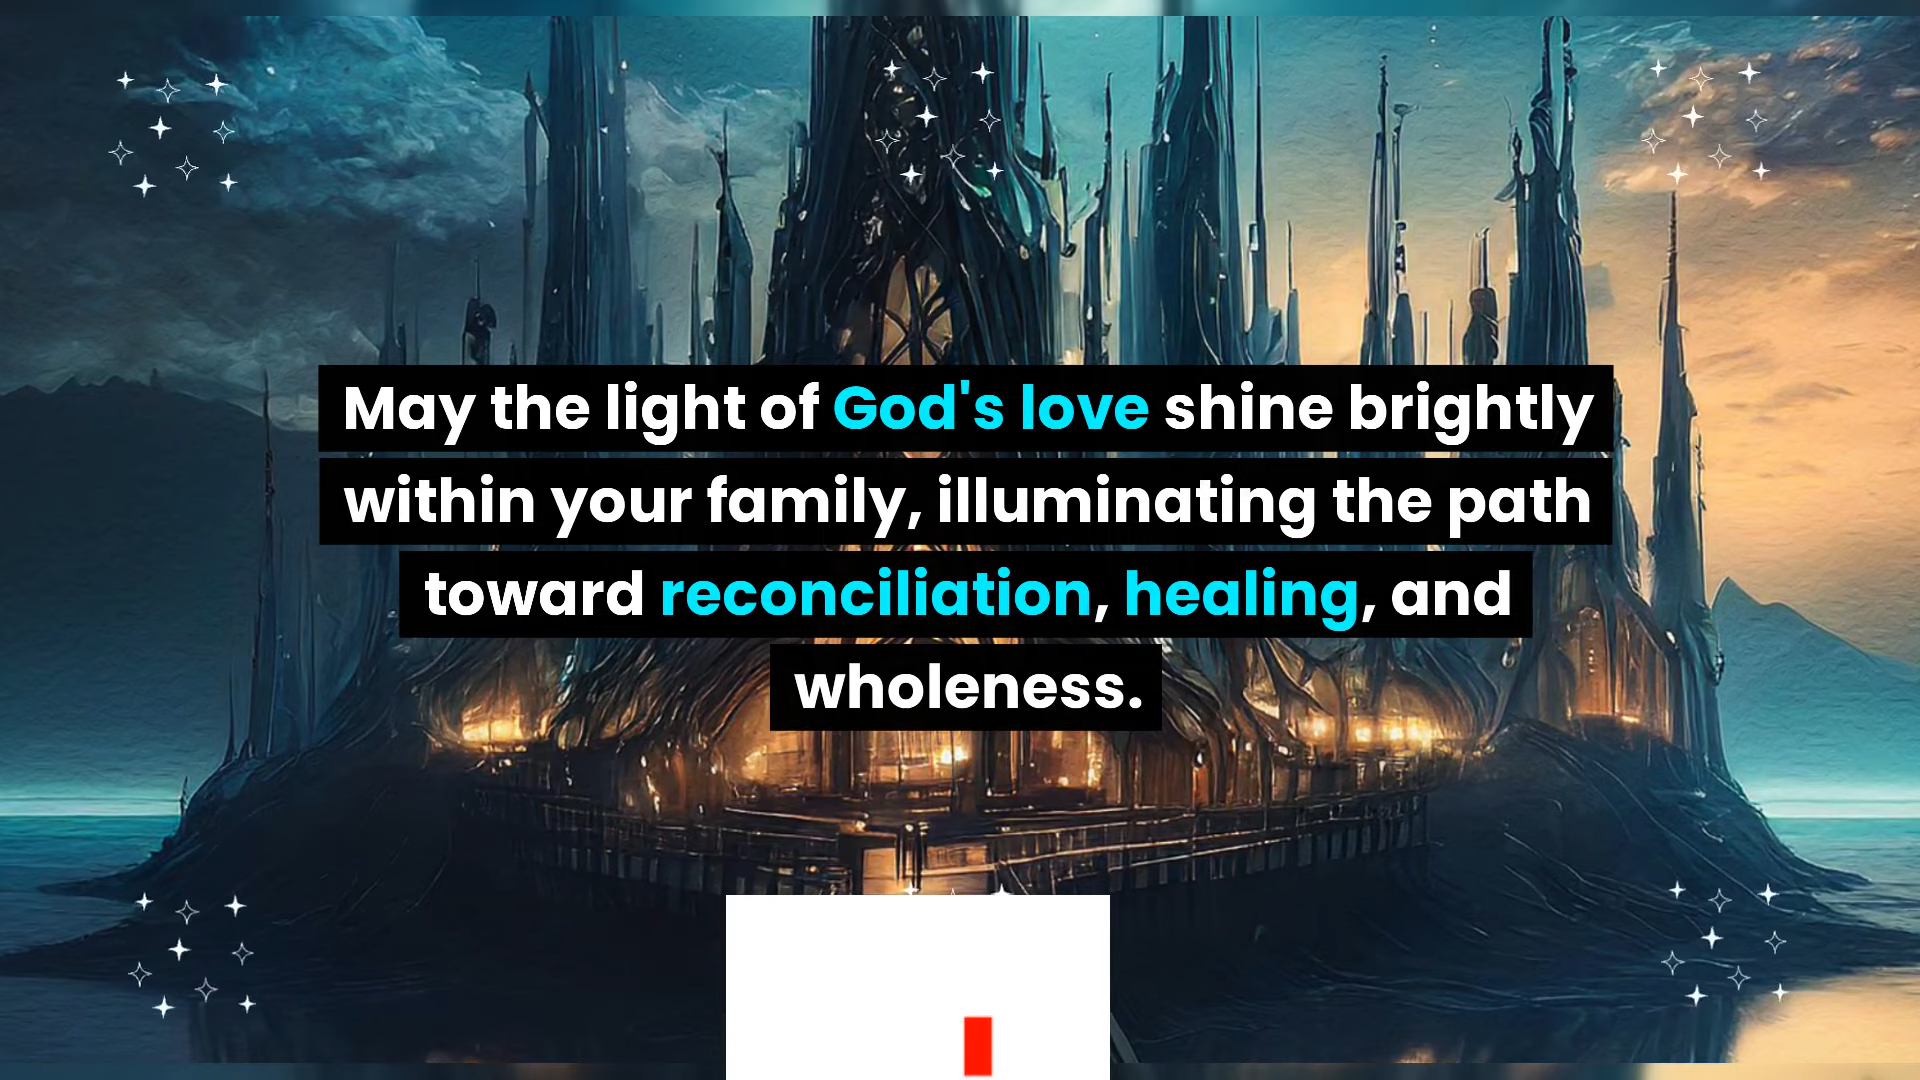 May the light of God's love shine brightly
within your family, illuminating the path
toward reconciliation, healing, and
wholeness.